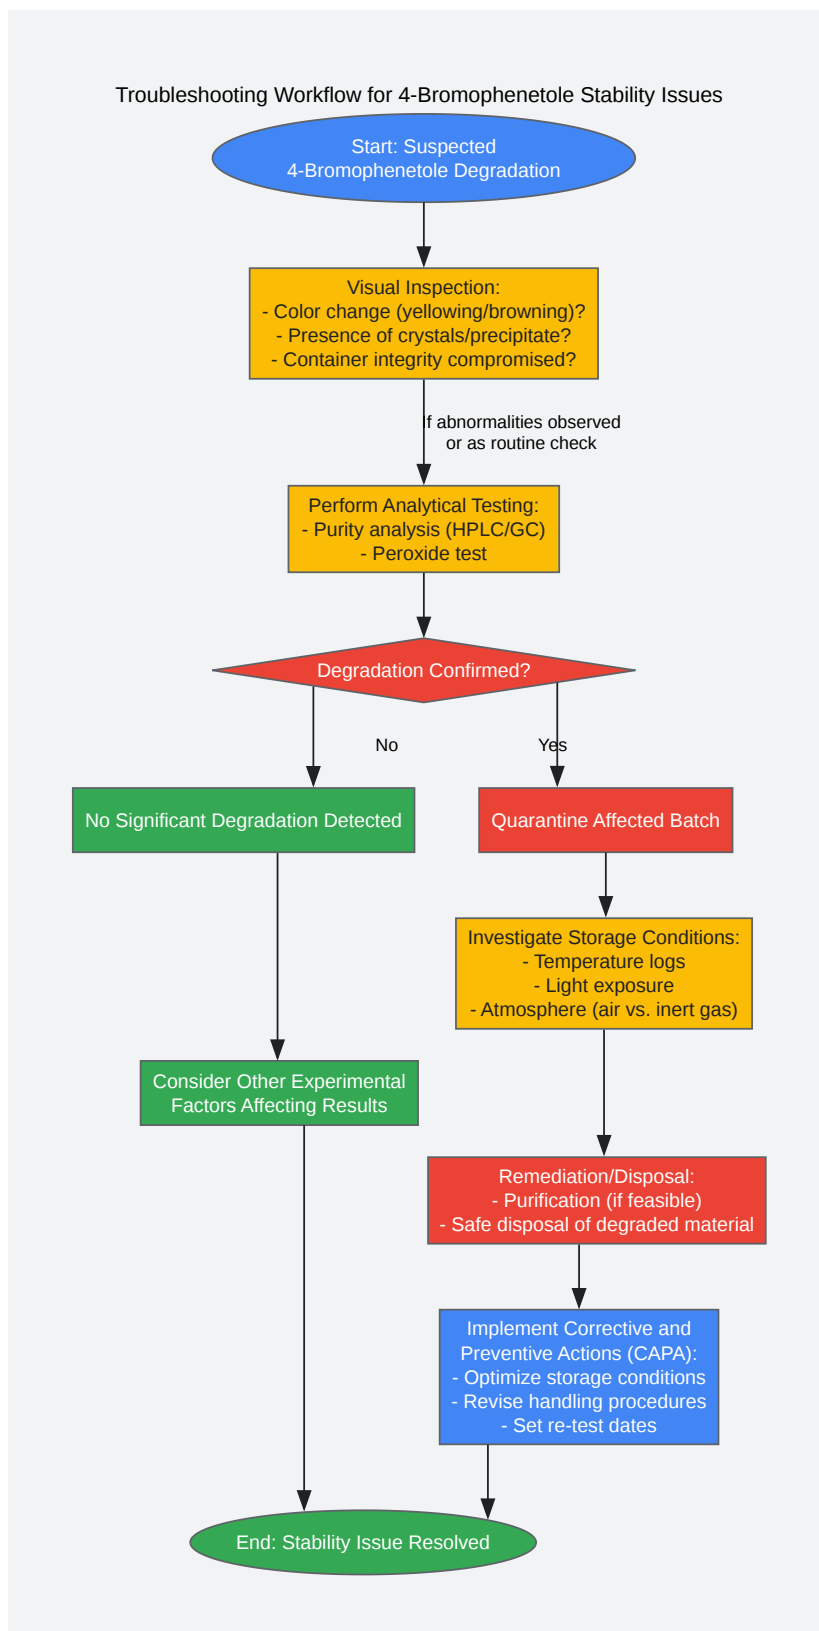 Troubleshooting Workflow for 4-Bromophenetole Stability Issues
Start: Suspected
4-Bromophenetole Degradation
Visual Inspection:
- Color change (yellowing/browning)?
- Presence of crystals/precipitate?
- Container integrity compromised?
If abnormalities observed
or as routine check
Perform Analytical Testing:
- Purity analysis (HPLC/GC)
- Peroxide test
Degradation Confirmed?
No
Yes
No Significant Degradation Detected
Quarantine Affected Batch
Investigate Storage Conditions:
- Temperature logs
- Light exposure
- Atmosphere (air vs. inert gas)
Consider Other Experimental
Factors Affecting Results
Remediation/Disposal:
- Purification (if feasible)
- Safe disposal of degraded material
Implement Corrective and
Preventive Actions (CAPA):
- Optimize storage conditions
- Revise handling procedures
- Set re-test dates
End: Stability Issue Resolved